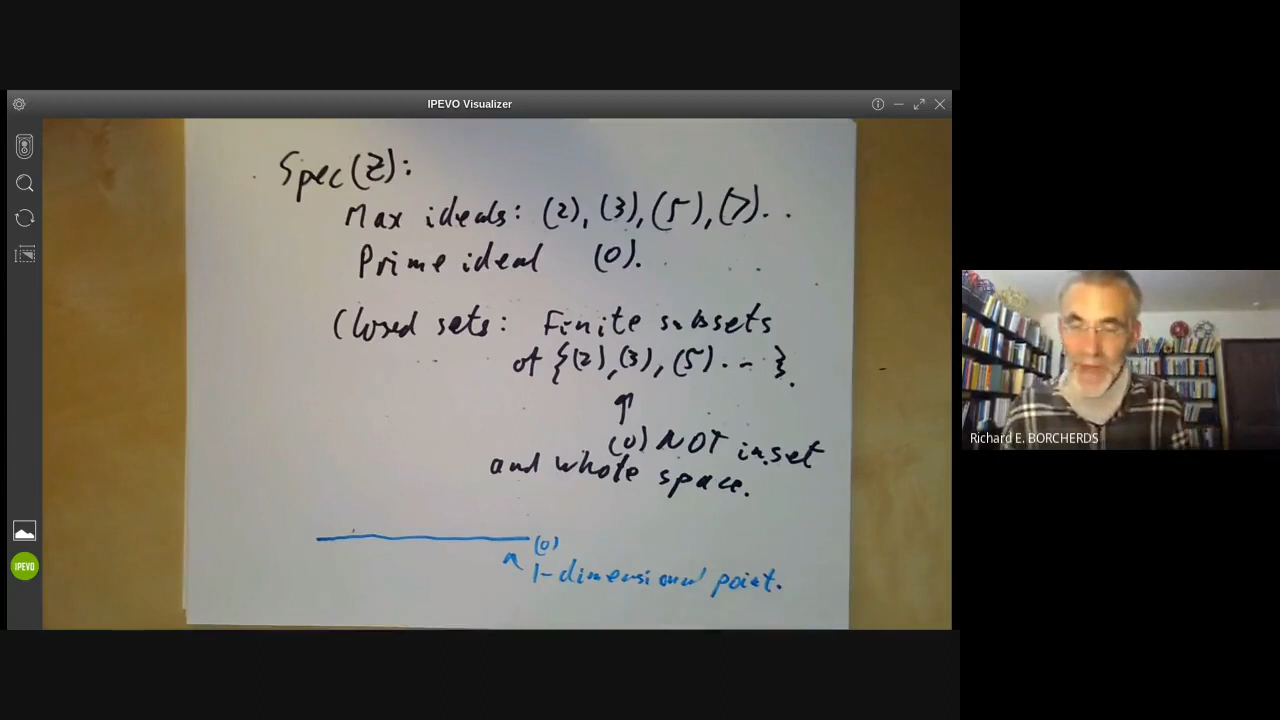 IPEVO Visualizer
Spec(Z):
Max ideals: (2), (3), (5), (7)..
Prime ideal (0).
Closed sets: Finite subsets
of {(2), (3), (5)...}.
↑
(0) NOT in set
and whole space.
(0)
1-dimensional point.
IPEVO
Richard E. BORCHERDS